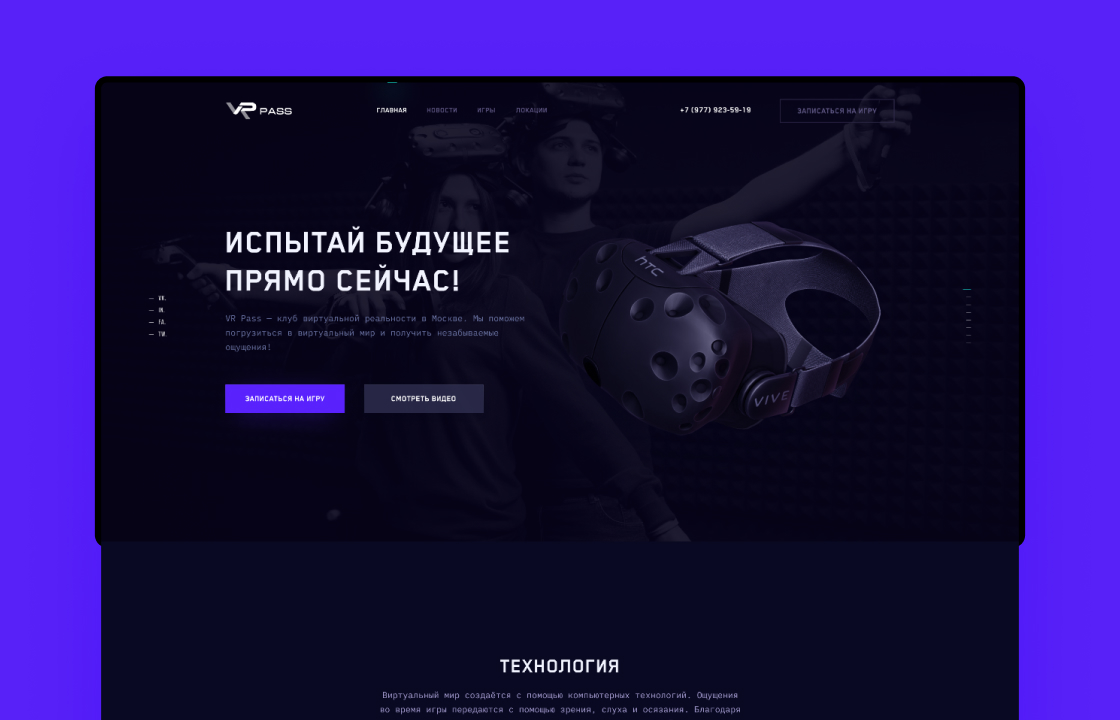 VR PASS
ГЛАВНАЯ НОВОСТИ ИГРЫ ЛОКАЦИИ
+7 (977) 923-59-19
ЗАПИСАТЬСЯ НА ИГРУ
ИСПЫТАЙ БУДУЩЕЕ
ПРЯМО СЕЙЧАС!
VR Pass — клуб виртуальной реальности в Москве. Мы поможем
погрузиться в виртуальный мир и получить незабываемые
ощущения!
— VK.
— IN.
— FA.
— TW.
ЗАПИСАТЬСЯ НА ИГРУ
СМОТРЕТЬ ВИДЕО
hTC
VIVE
ТЕХНОЛОГИЯ
Виртуальный мир создаётся с помощью компьютерных технологий. Ощущения
во время игры передаются с помощью зрения, слуха и осязания. Благодаря